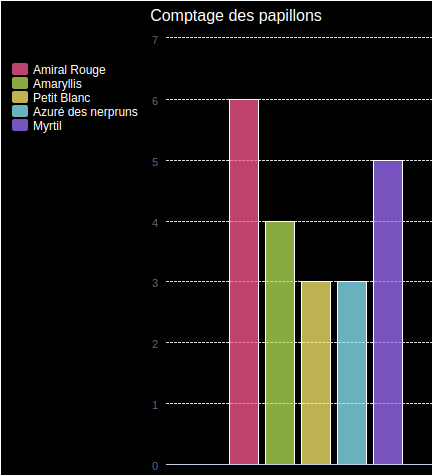 Comptage des papillons
Amiral Rouge
Amaryllis
Petit Blanc
Azuré des nerpruns
Myrtil
7
6
5
4
3
2
1
0